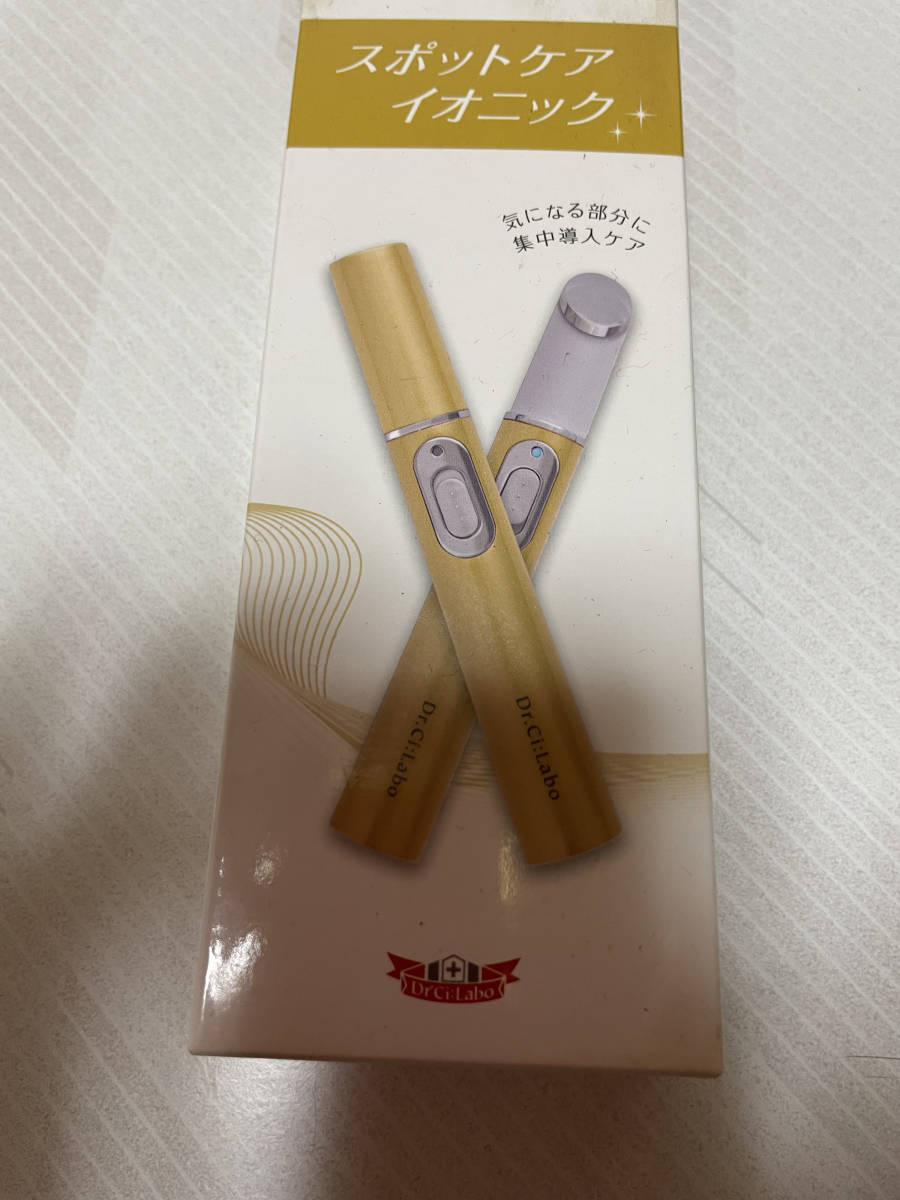 スポットケア
イオニック
気になる部分に
集中導入ケア
Dr.Ci:Labo
Dr.Ci:Labo
Dr.Ci:Labo